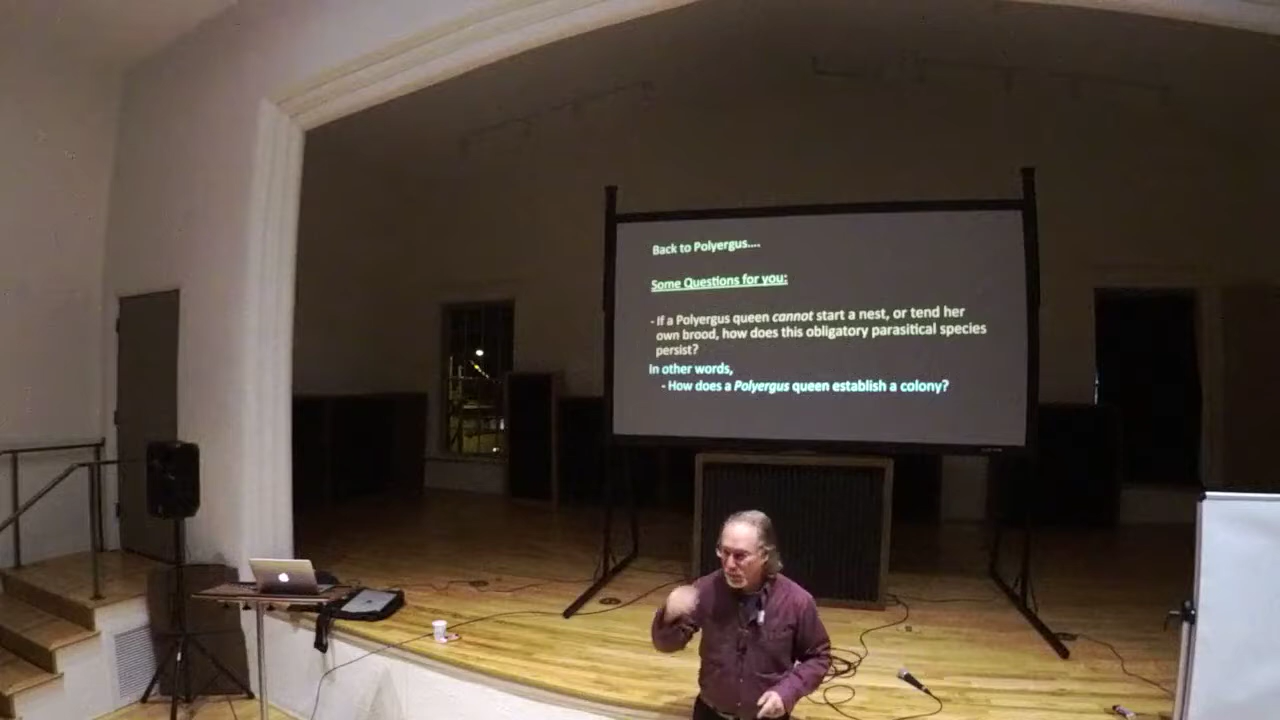 Back to Polyergus....
Some Questions for you:
- If a Polyergus queen cannot start a nest, or tend her
own brood, how does this obligatory parasitical species
persist?
In other words,
- How does a Polyergus queen establish a colony?